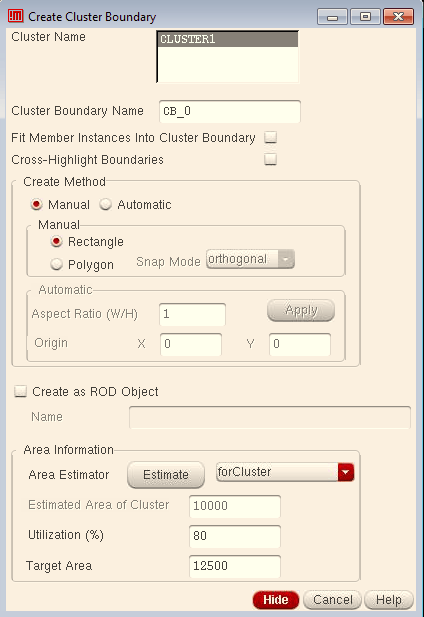 Create Cluster Boundary
Cluster Name CLUSTER1
Cluster Boundary Name CB_0
Fit Member Instances Into Cluster Boundary
Cross-Highlight Boundaries
Create Method
Manual Automatic
Manual
Rectangle
Polygon Snap Mode orthogonal
Automatic
Aspect Ratio (W/H) 1 Apply
Origin X 0 Y 0
Create as ROD Object
Name
Area Information
Area Estimator Estimate forCluster
Estimated Area of Cluster 10000
Utilization (%) 80
Target Area 12500
Hide Cancel Help